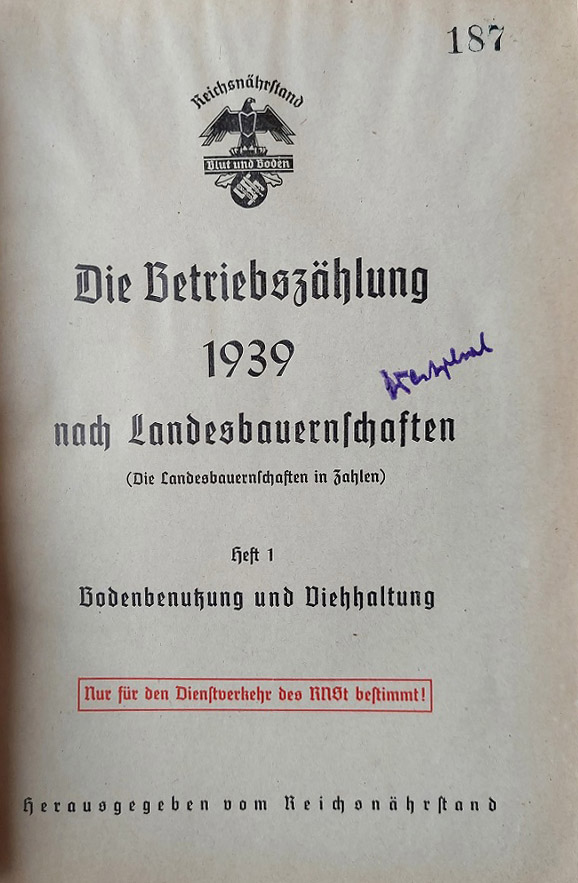 187
Reichsnährſtand
Blut und Boden
Die Betriebszählung
1939
nach Landesbauernſchaften
(Die Landesbauernſchaften in Zahlen)
Heft 1
Bodenbenutzung und Viehhaltung
Nur für den Dienſtverkehr des RNSt beſtimmt!
Herausgegeben vom Reichsnährſtand